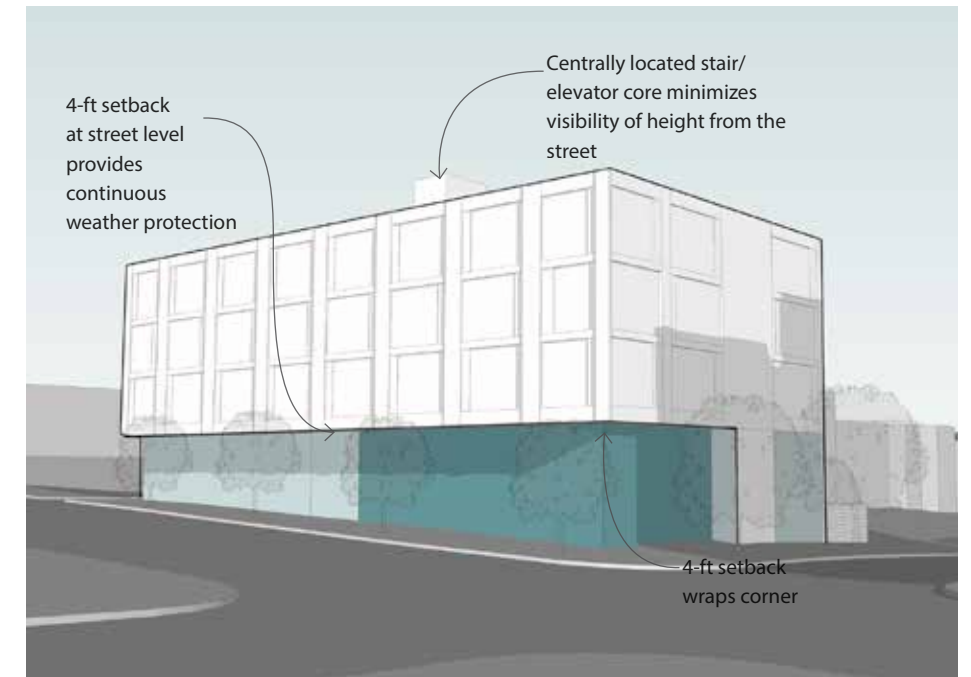 4-ft setback
at street level
provides
continuous
weather protection
Centrally located stair/
elevator core minimizes
visibility of height from the
street
4-ft setback
wraps corner